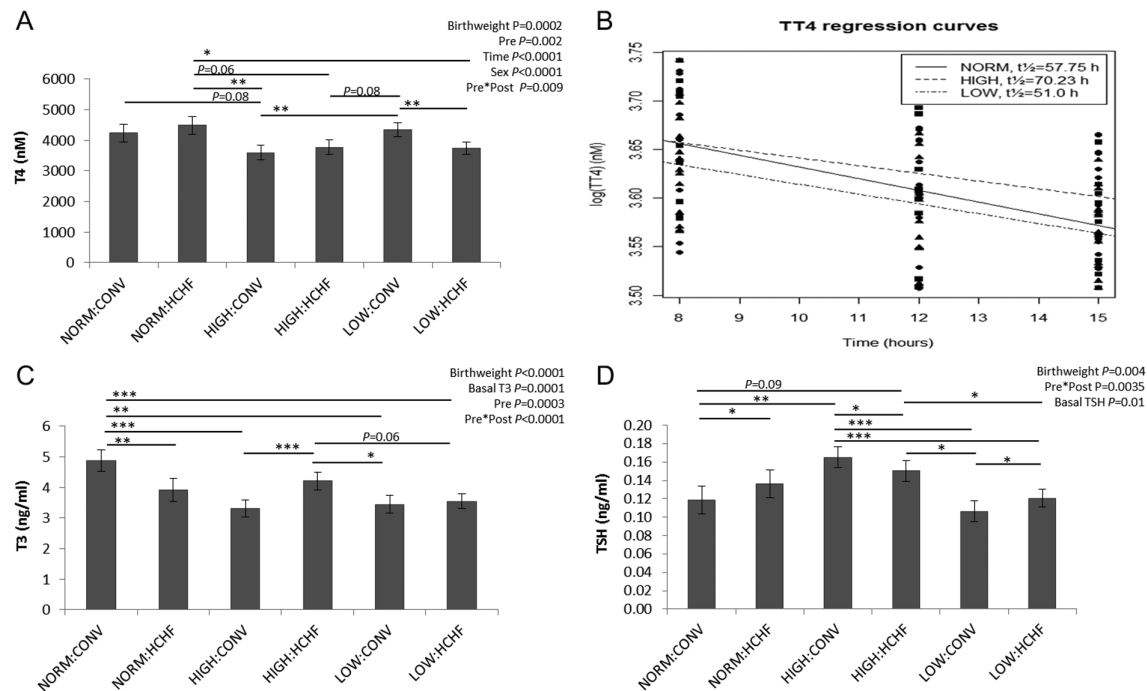 A
Birthweight P=0.0002
Pre P=0.002
Time P<0.0001
Sex P<0.0001
Pre*Post P=0.009
*
P=0.06
**
P=0.08
P=0.08
**
**
T4 (nM)
6000
5000
4000
3000
2000
1000
0
NORM:CONV
NORM:HCHF
HIGH:CONV
HIGH:HCHF
LOW:CONV
LOW:HCHF
B
TT4 regression curves
NORM, t½=57.75 h
HIGH, t½=70.23 h
LOW, t½=51.0 h
log(TT4) (nM)
3.75
3.70
3.65
3.60
3.55
3.50
8
9
10
11
12
13
14
15
Time (hours)
C
Birthweight P<0.0001
Basal T3 P=0.0001
Pre P=0.0003
Pre*Post P<0.0001
***
**
***
**
***
P=0.06
*
T3 (ng/ml)
6
5
4
3
2
1
0
NORM:CONV
NORM:HCHF
HIGH:CONV
HIGH:HCHF
LOW:CONV
LOW:HCHF
D
Birthweight P=0.004
Pre*Post P=0.0035
Basal TSH P=0.01
P=0.09
*
**
*
*
***
***
*
*
TSH (ng/ml)
0.20
0.18
0.16
0.14
0.12
0.10
0.08
0.06
0.04
0.02
0.00
NORM:CONV
NORM:HCHF
HIGH:CONV
HIGH:HCHF
LOW:CONV
LOW:HCHF